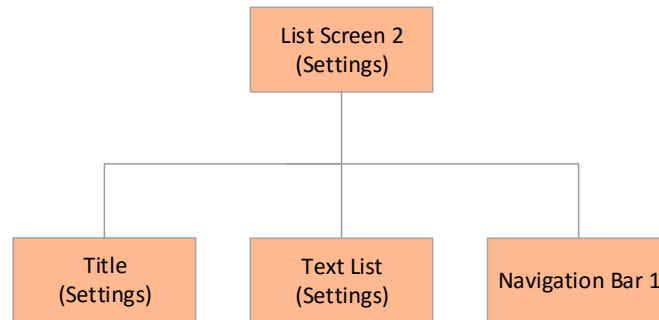 List Screen 2
(Settings)
Title
(Settings)
Text List
(Settings)
Navigation Bar 1